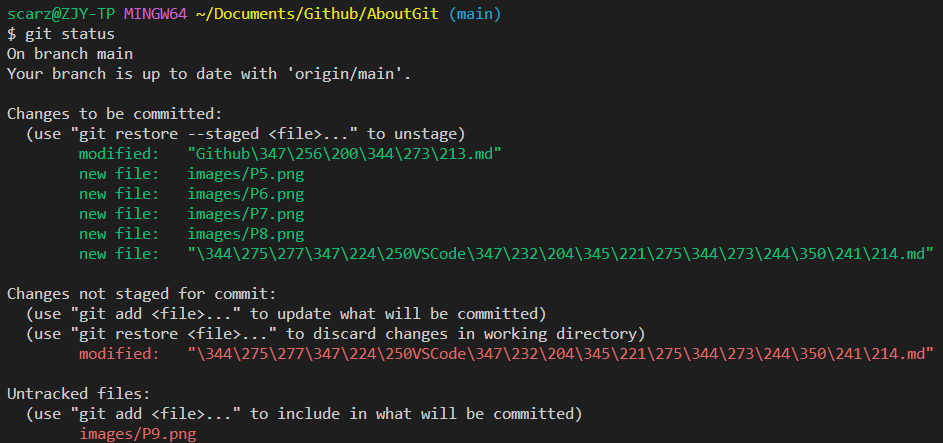 scarz@ZJY-TP MINGW64 ~/Documents/Github/AboutGit (main)
$ git status
On branch main
Your branch is up to date with 'origin/main'.
Changes to be committed:
(use "git restore --staged <file>..." to unstage)
modified: "Github\347\256\200\344\273\213.md"
new file: images/P5.png
new file: images/P6.png
new file: images/P7.png
new file: images/P8.png
new file: "\344\275\277\347\224\250VSCode\347\232\204\345\221\275\344\273\244\350\241\214.md"
Changes not staged for commit:
(use "git add <file>..." to update what will be committed)
(use "git restore <file>..." to discard changes in working directory)
modified: "\344\275\277\347\224\250VSCode\347\232\204\345\221\275\344\273\244\350\241\214.md"
Untracked files:
(use "git add <file>..." to include in what will be committed)
images/P9.png